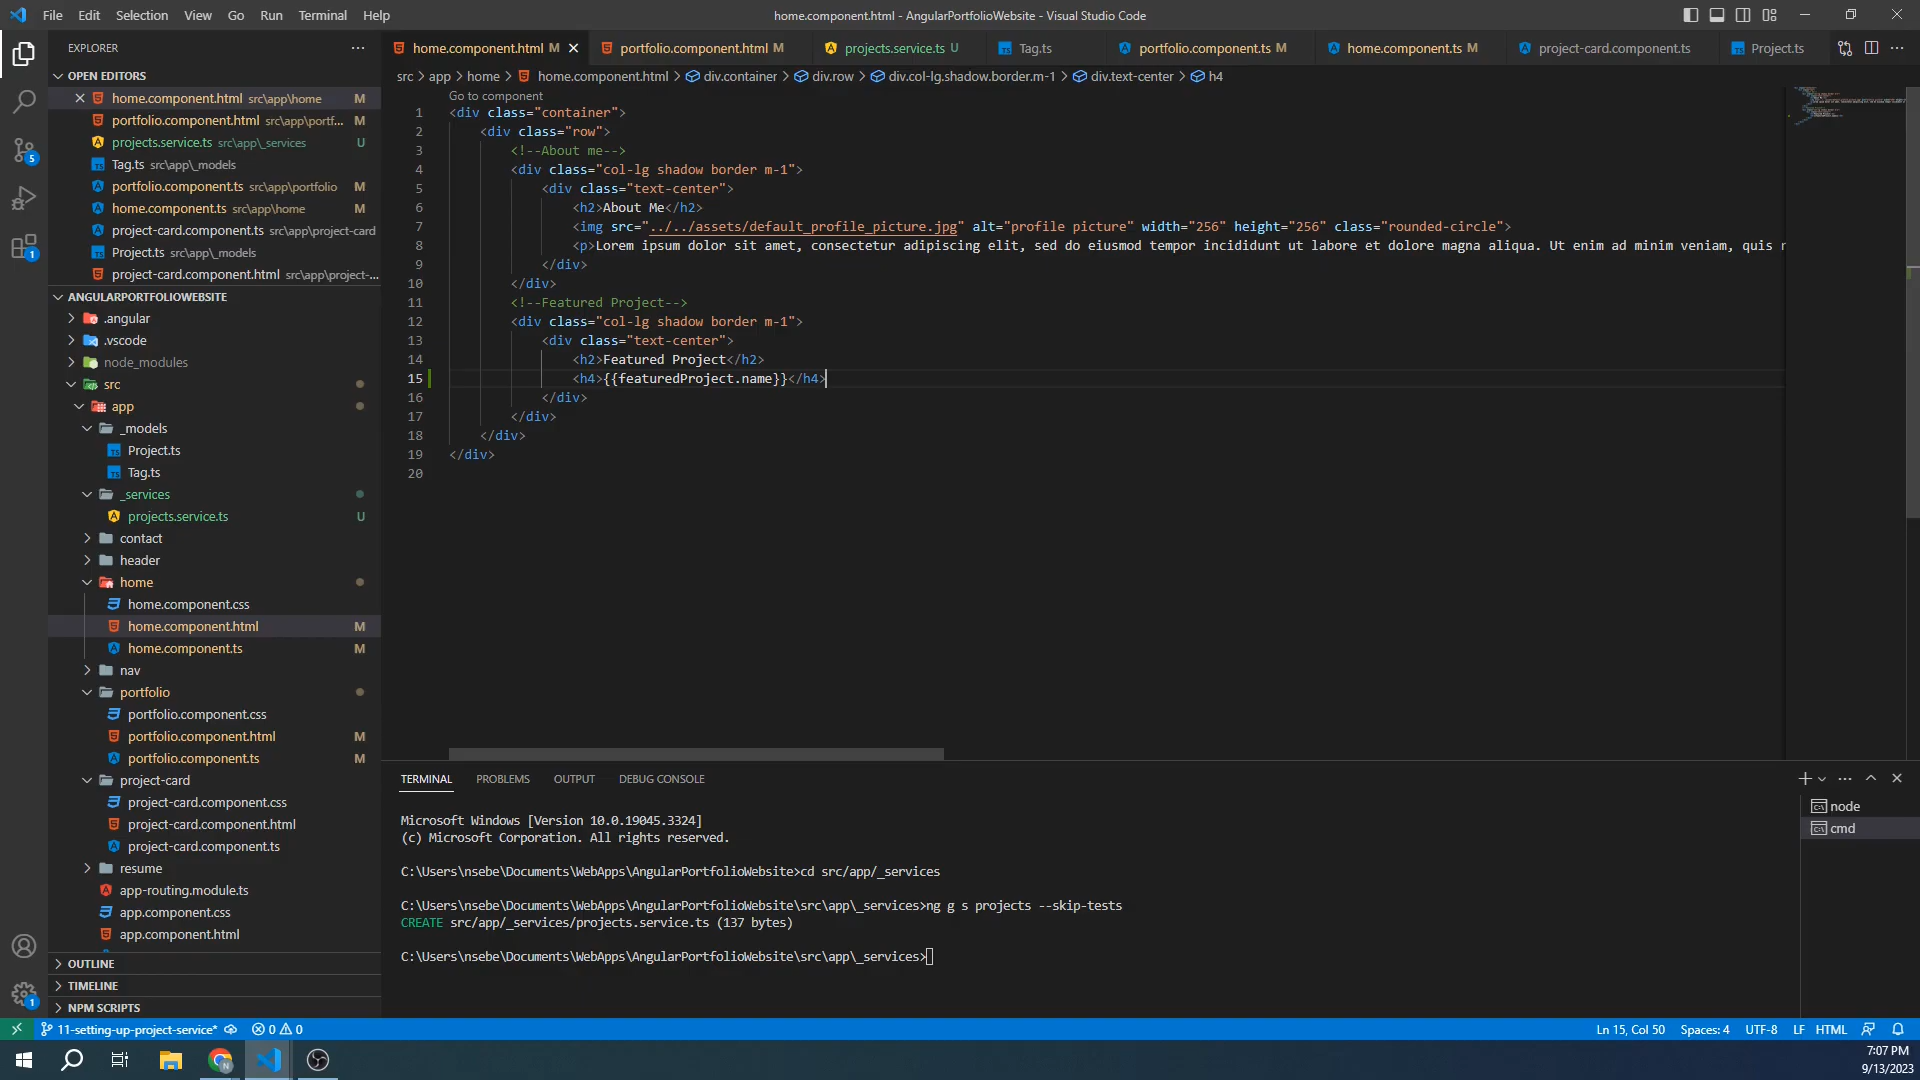 File Edit Selection View Go Run Terminal Help
home.component.html - AngularPortfolioWebsite - Visual Studio Code
EXPLORER
OPEN EDITORS
home.component.html src\app\home M
portfolio.component.html src\app\portf... M
projects.service.ts src\app\_services U
Tag.ts src\app\_models
portfolio.component.ts src\app\portfolio M
home.component.ts src\app\home M
project-card.component.ts src\app\project-card
Project.ts src\app\_models
project-card.component.html src\app\project-...
ANGULARPORTFOLIOWEBSITE
.angular
.vscode
node_modules
src
app
_models
Project.ts
Tag.ts
_services
projects.service.ts U
contact
header
home
home.component.css
home.component.html M
home.component.ts M
nav
portfolio
portfolio.component.css
portfolio.component.html M
portfolio.component.ts M
project-card
project-card.component.css
project-card.component.html
project-card.component.ts
resume
app-routing.module.ts
app.component.css
app.component.html
OUTLINE
TIMELINE
NPM SCRIPTS
5
1
1
home.component.html M portfolio.component.html M projects.service.ts U Tag.ts portfolio.component.ts M home.component.ts M project-card.component.ts Project.ts
src > app > home > home.component.html > div.container > div.row > div.col-lg.shadow.border.m-1 > div.text-center > h4
Go to component
1 <div class="container">
2 <div class="row">
3 <!--About me-->
4 <div class="col-lg shadow border m-1">
5 <div class="text-center">
6 <h2>About Me</h2>
7 <img src="../../assets/default_profile_picture.jpg" alt="profile picture" width="256" height="256" class="rounded-circle">
8 <p>Lorem ipsum dolor sit amet, consectetur adipiscing elit, sed do eiusmod tempor incididunt ut labore et dolore magna aliqua. Ut enim ad minim veniam, quis
9 </div>
10 </div>
11 <!--Featured Project-->
12 <div class="col-lg shadow border m-1">
13 <div class="text-center">
14 <h2>Featured Project</h2>
15 <h4>{{featuredProject.name}}</h4>
16 </div>
17 </div>
18 </div>
19 </div>
20
TERMINAL PROBLEMS OUTPUT DEBUG CONSOLE
Microsoft Windows [Version 10.0.19045.3324]
(c) Microsoft Corporation. All rights reserved.
C:\Users\nsebe\Documents\WebApps\AngularPortfolioWebsite>cd src/app/_services
C:\Users\nsebe\Documents\WebApps\AngularPortfolioWebsite\src\app\_services>ng g s projects --skip-tests
CREATE src/app/_services/projects.service.ts (137 bytes)
C:\Users\nsebe\Documents\WebApps\AngularPortfolioWebsite\src\app\_services>
node
cmd
11-setting-up-project-service* 0 0
Ln 15, Col 50 Spaces: 4 UTF-8 LF HTML
7:07 PM
9/13/2023